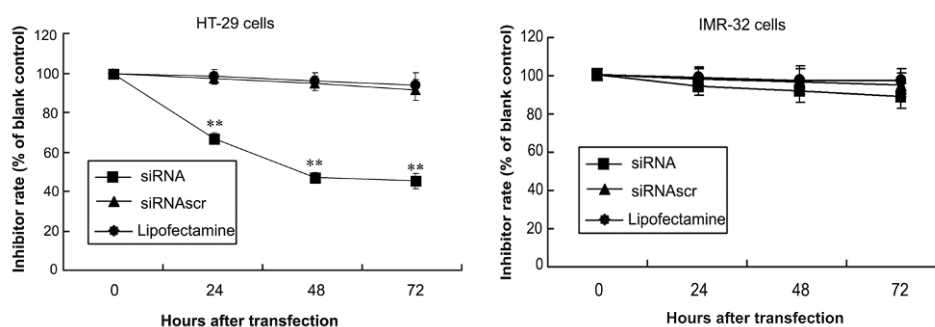 HT-29 cells
Inhibitor rate (% of blank control)
120
100
80
60
40
20
0
**
**
**
siRNA
siRNAscr
Lipofectamine
0 24 48 72
Hours after transfection
IMR-32 cells
Inhibitor rate (% of blank control)
120
100
80
60
40
20
0
siRNA
siRNAscr
Lipofectamine
0 24 48 72
Hours after transfection